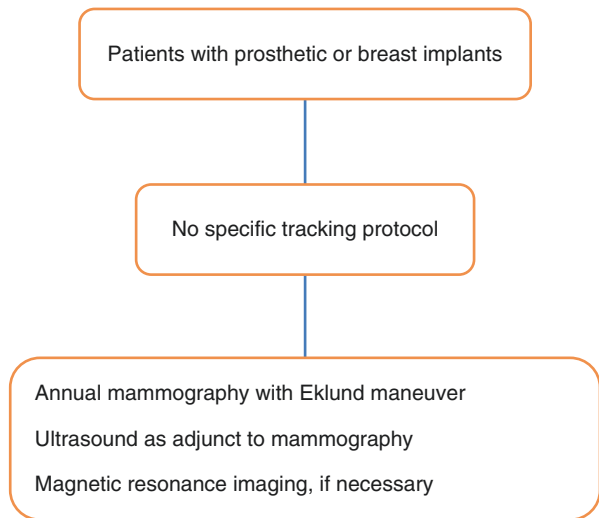 Patients with prosthetic or breast implants
No specific tracking protocol
Annual mammography with Eklund maneuver
Ultrasound as adjunct to mammography
Magnetic resonance imaging, if necessary